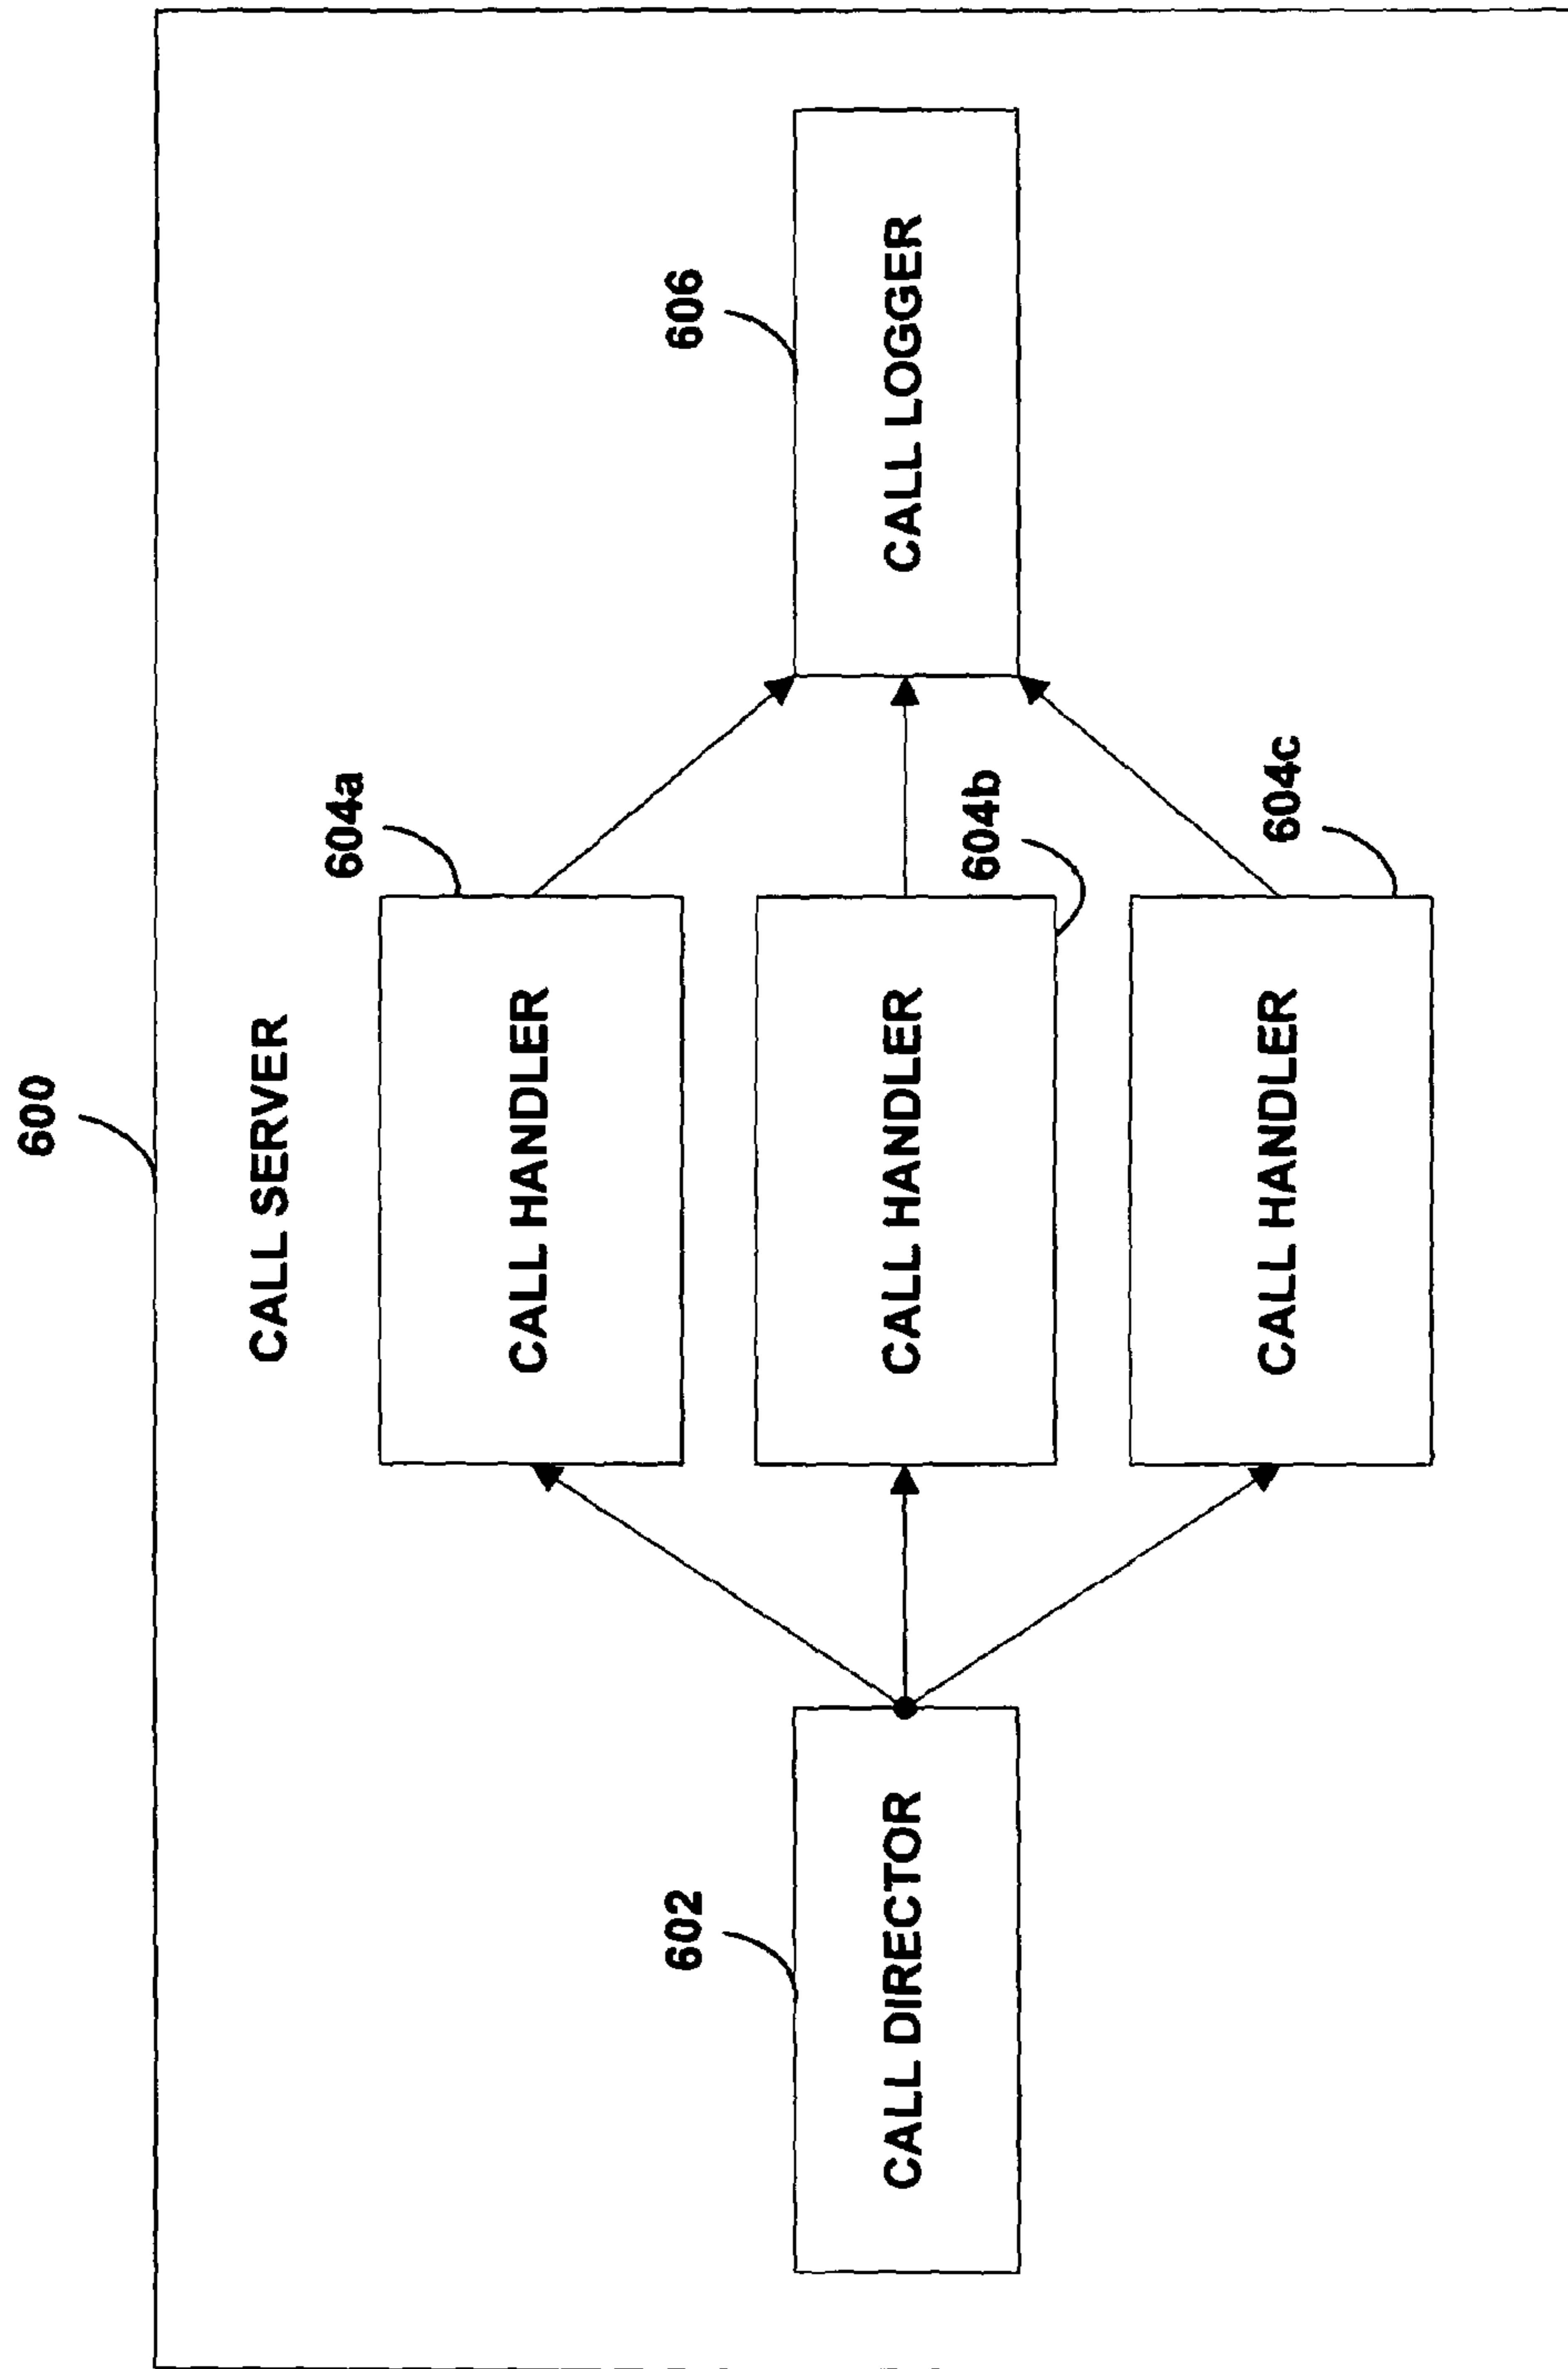 600
CALL SERVER
604a
CALL HANDLER
602
606
CALL DIRECTOR
CALL HANDLER
CALL LOGGER
604b
604c
CALL HANDLER